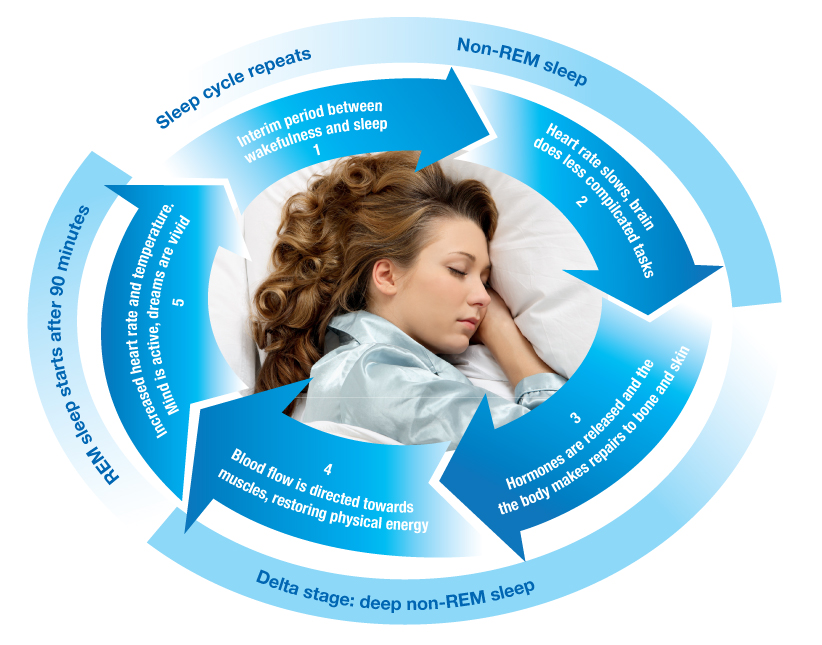 Sleep cycle repeats
Non-REM sleep
Interim period between
wakefulness and sleep
1
Heart rate slows, brain
does less complicated tasks
2
3
Hormones are released and the
the body makes repairs to bone and skin
4
Blood flow is directed towards
muscles, restoring physical energy
Delta stage: deep non-REM sleep
Increased heart rate and temperature.
Mind is active, dreams are vivid
5
REM sleep starts after 90 minutes